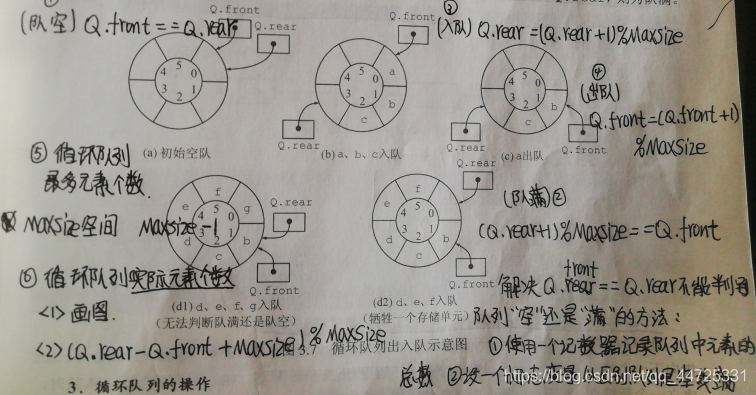 Q.front
(队空) Q.front==Q.rear
Q.rear
Q.front
③
(入队) Q.rear=(Q.rear+1)%Maxsize
5 0 4 1 3 2
5 0 4 1 3 2
a
b
c
5 0 4 1 3 2
b
c
④
(出队)
Q.front=(Q.front+1)
%MaxSize
Q.rear
Q.rear
Q.front
(a) 初始空队
(b) a、b、c入队
(c) a出队
⑤ 循环队列
最多元素个数.
MaxSize空间 MaxSize-1
f
e
g
d
b
c
5 0 4 1 3 2
Q.rear
Q.front
f
e
d
b
c
5 0 4 1 3 2
Q.rear
Q.front
(队满)②
(Q.rear+1)%MaxSize==Q.front
⑥ 循环队列实际元素个数
<1> 画图.
(d1) d、e、f、g入队
(无法判断队满还是队空)
(d2) d、e、f入队
(牺牲一个存储单元)
front
解决 Q.rear==Q.rear不能判断
队列"空"还是"满"的方法:
<2> (Q.rear-Q.front+MaxSize)%MaxSize
3.7 循环队列出入队示意图
①使用一个记数器记录队列中元素的
总数 ②设一个
3. 循环队列的操作
https://blog.csdn.net/qq_44725331